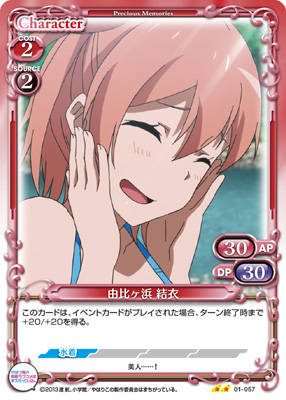 Precious Memories
Character
COST
2
SOURCE
2
30 AP
DP 30
由比ヶ浜 結衣
このカードは、イベントカードがプレイされた場合、ターン終了時まで
+20/+20を得る。
水着
美人……!
01-057
©2013 渡 航、小学館/やはりこの製作委員会はまちがっている。